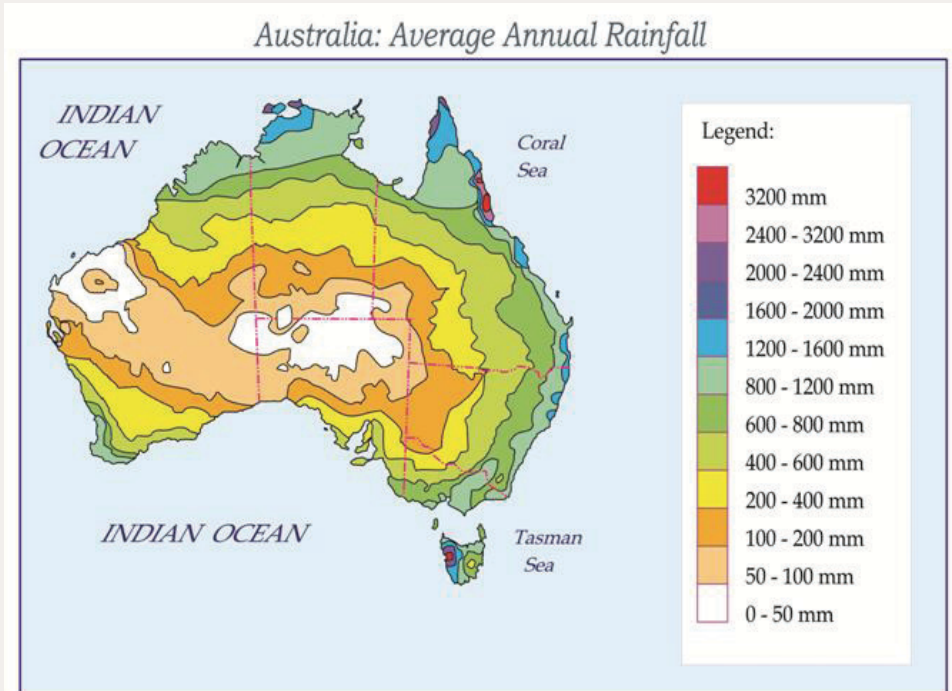 Australia: Average Annual Rainfall
INDIAN
OCEAN
Coral
Sea
INDIAN OCEAN
Tasman
Sea
Legend:
3200 mm
2400 - 3200 mm
2000 - 2400 mm
1600 - 2000 mm
1200 - 1600 mm
800 - 1200 mm
600 - 800 mm
400 - 600 mm
200 - 400 mm
100 - 200 mm
50 - 100 mm
0 - 50 mm